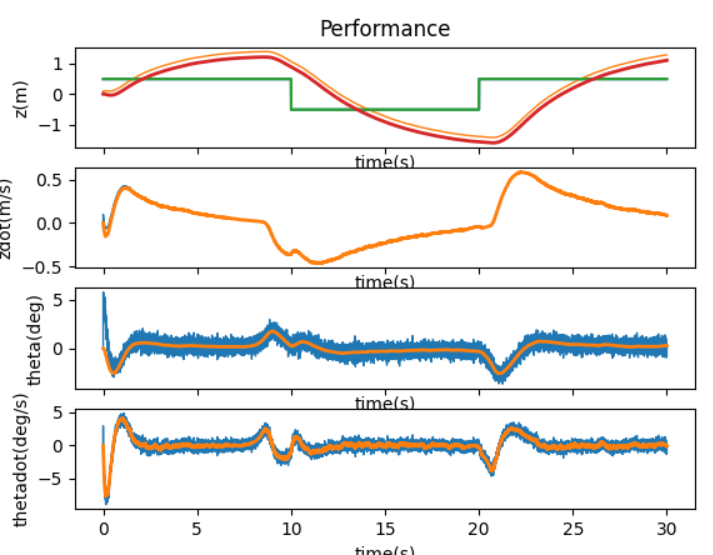 Performance
z(m)
1
0
−1
time(s)
zdot(m/s)
0.5
0.0
−0.5
time(s)
theta(deg)
5
0
time(s)
thetadot(deg/s)
5
0
−5
0 5 10 15 20 25 30
time(s)